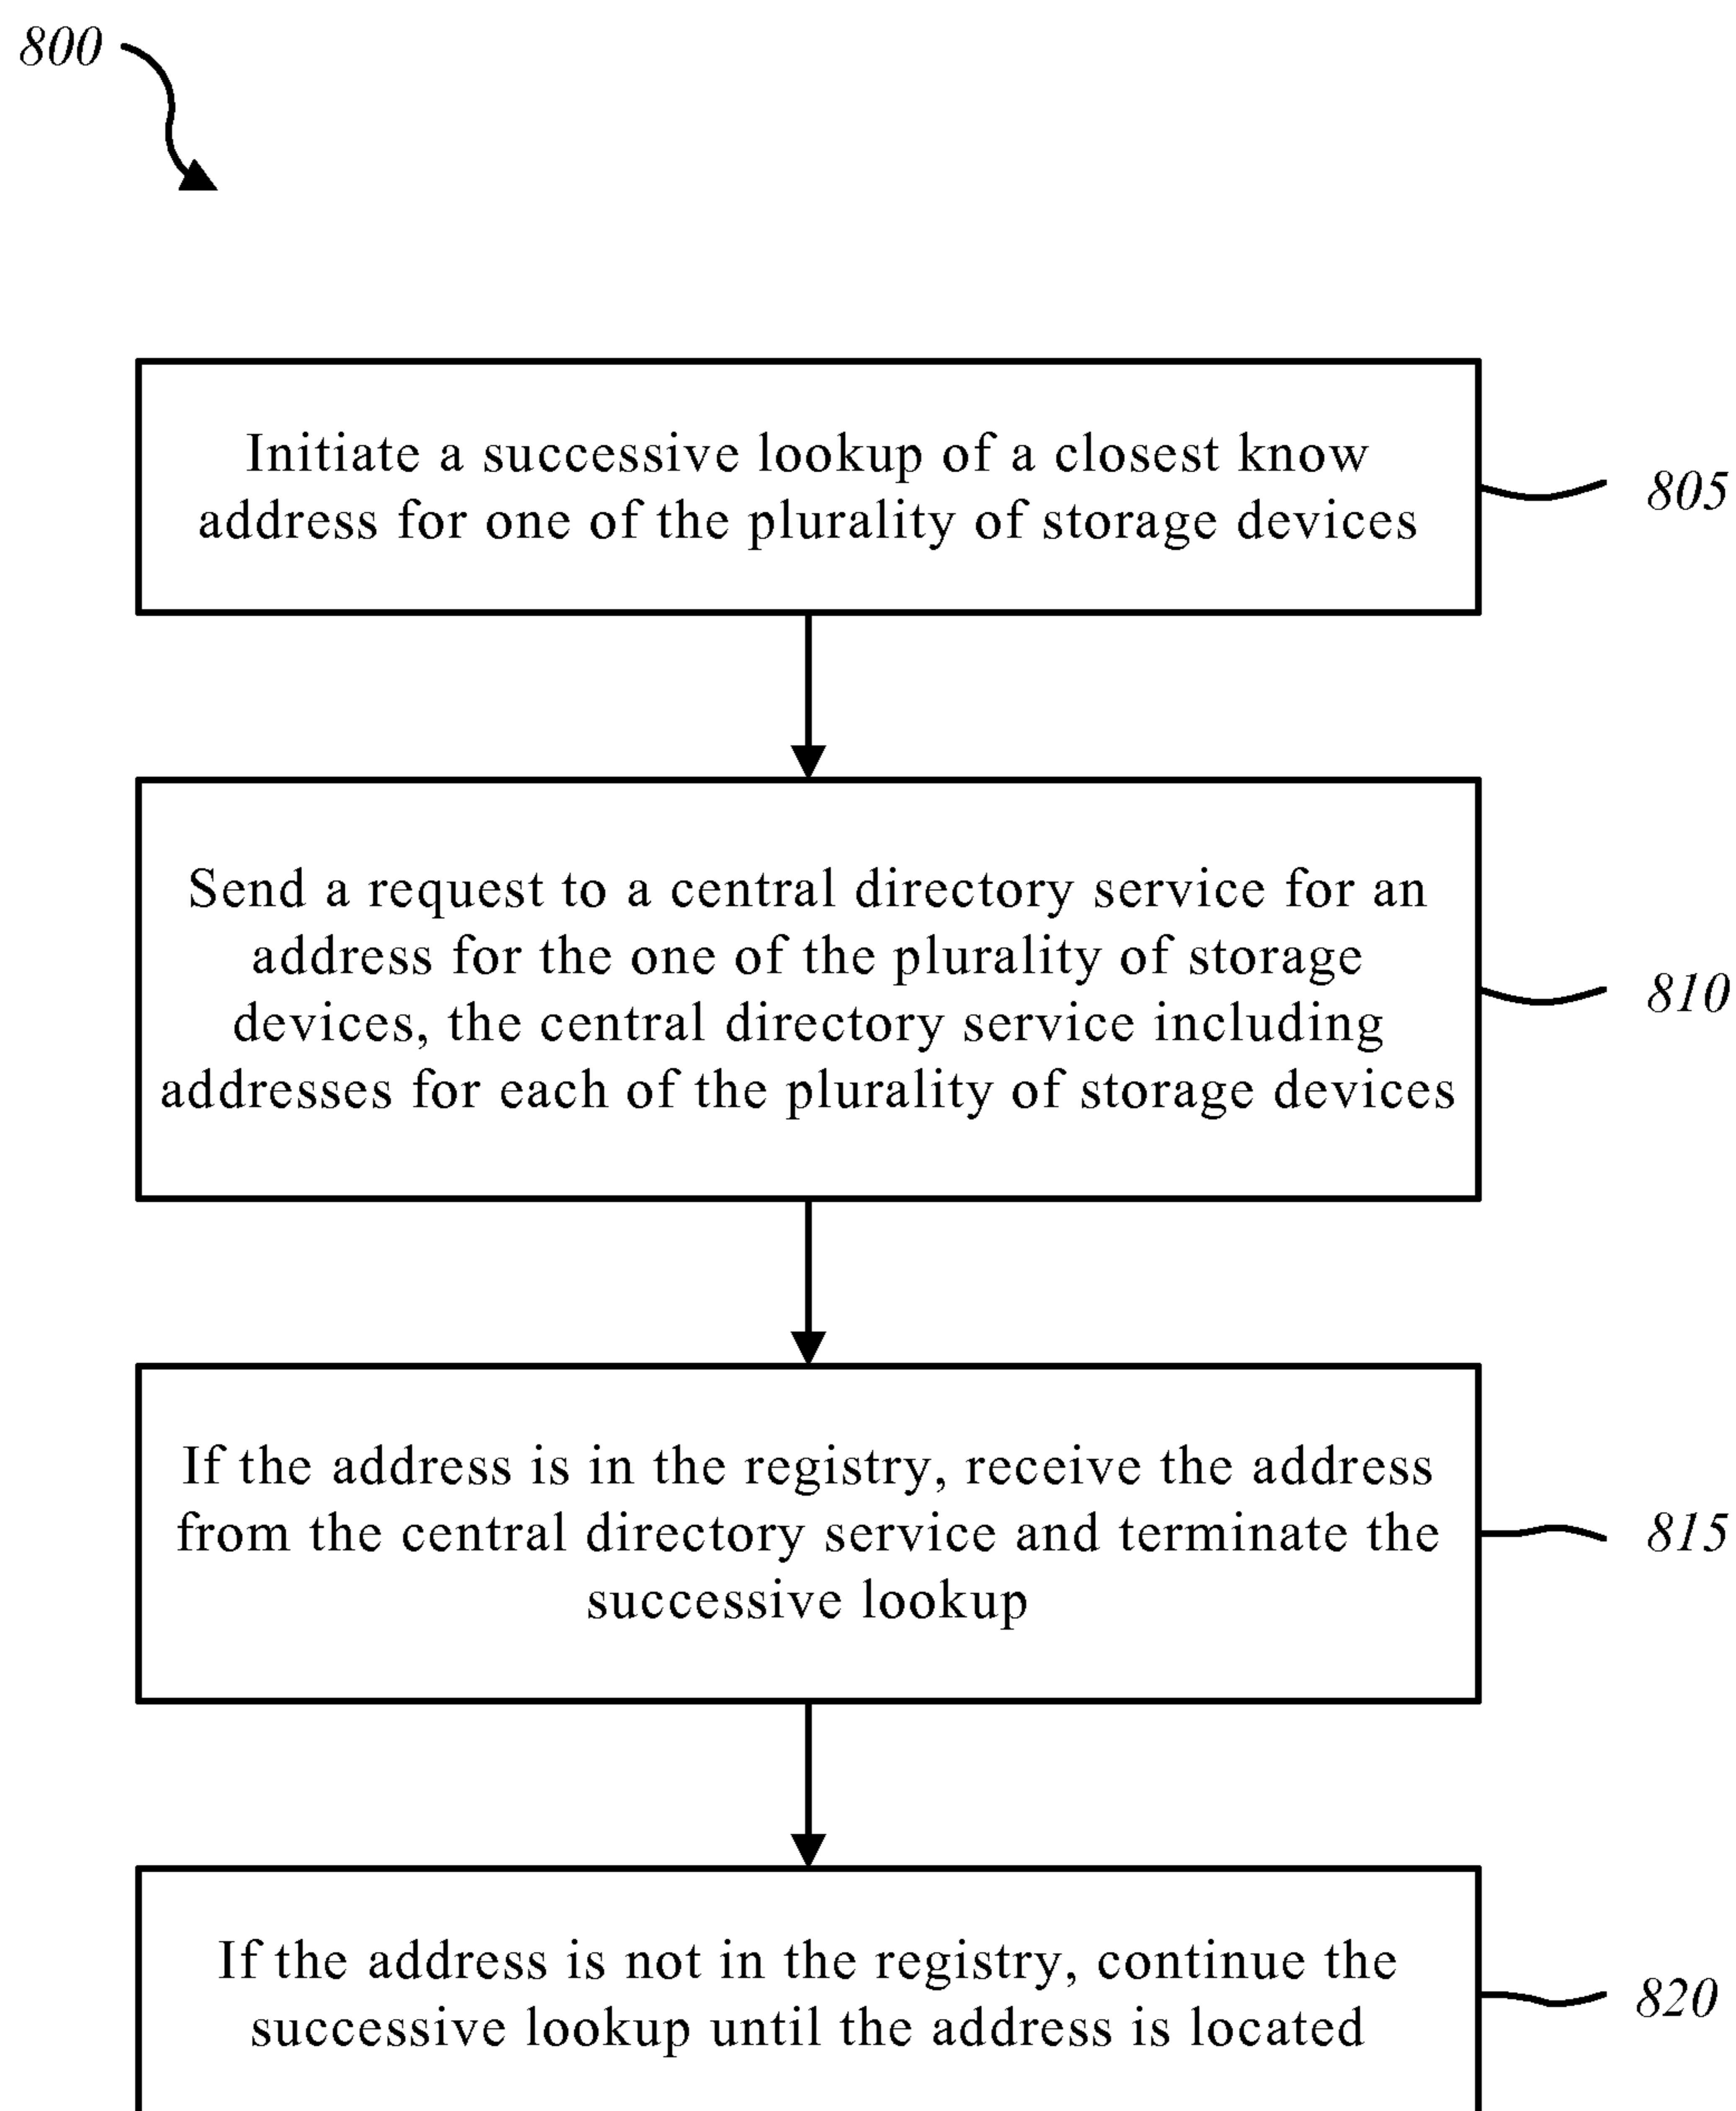 800
Initiate a successive lookup of a closest know
address for one of the plurality of storage devices
805
Send a request to a central directory service for an
address for the one of the plurality of storage
devices, the central directory service including
addresses for each of the plurality of storage devices
810
If the address is in the registry, receive the address
from the central directory service and terminate the
successive lookup
815
If the address is not in the registry, continue the
successive lookup until the address is located
820